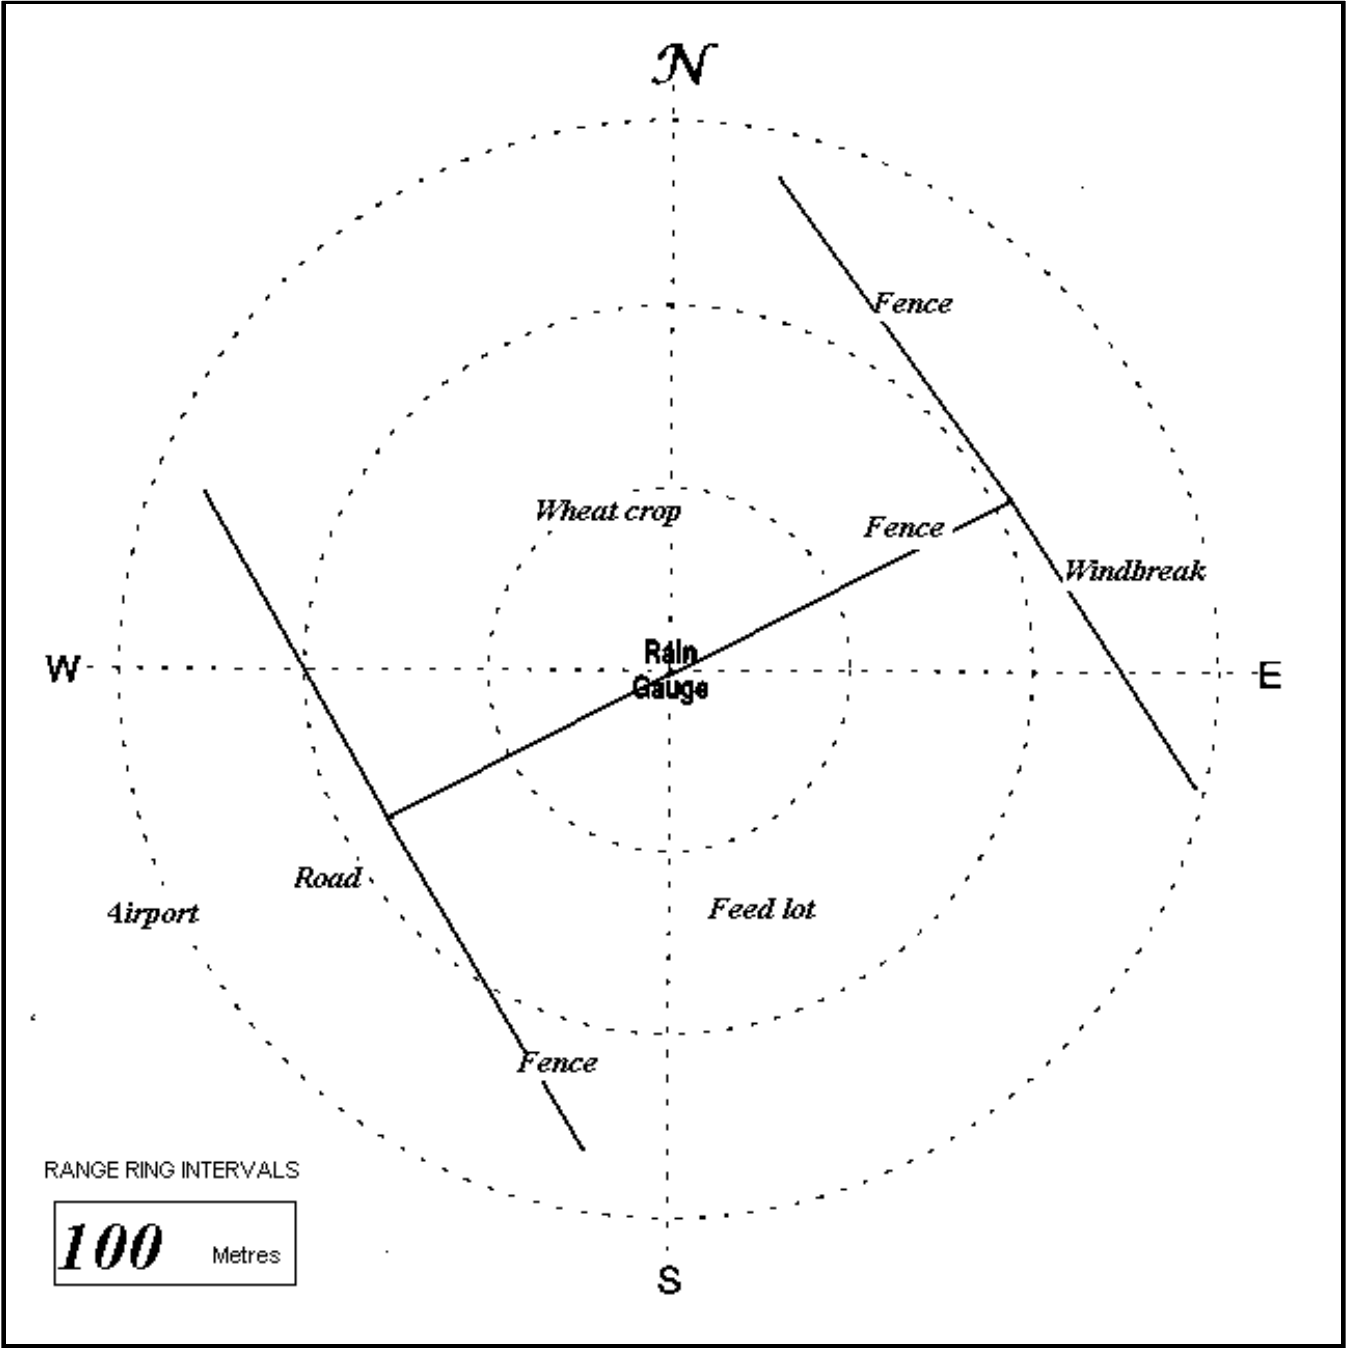 N
Fence
Wheat crop
Fence
Windbreak
Rain
Gauge
W
E
Road
Airport
Feed lot
Fence
RANGE RING INTERVALS
100 Metres
S